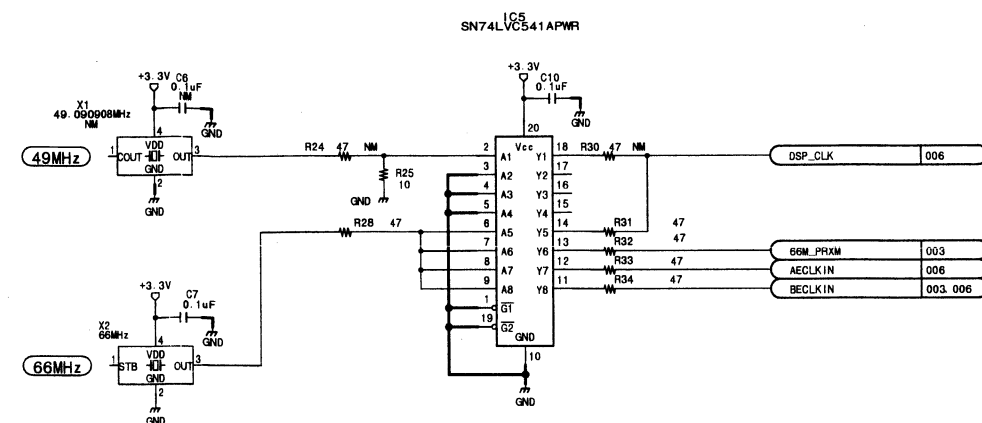 IC5
SN74LVC541APWR
+3.3V
C6
0.1uF
NM
GND
X1
49.090908MHz
NM
4
VDD
1
COUT
OUT
3
GND
2
GND
49MHz
R24
47
NM
R25
10
GND
R28
47
+3.3V
C7
0.1uF
GND
X2
66MHz
4
VDD
1
STB
OUT
3
GND
2
GND
66MHz
+3.3V
C10
0.1uF
GND
20
Vcc
2
A1
Y1
18
R30
47
NM
3
A2
Y2
17
4
A3
Y3
16
5
A4
Y4
15
6
A5
Y5
14
R31
47
7
A6
Y6
13
R32
47
8
A7
Y7
12
R33
47
9
A8
Y8
11
R34
47
1
G1
19
G2
GND
10
GND
DSP_CLK
006
66M_PRXM
003
AECLKIN
006
BECLKIN
003.006